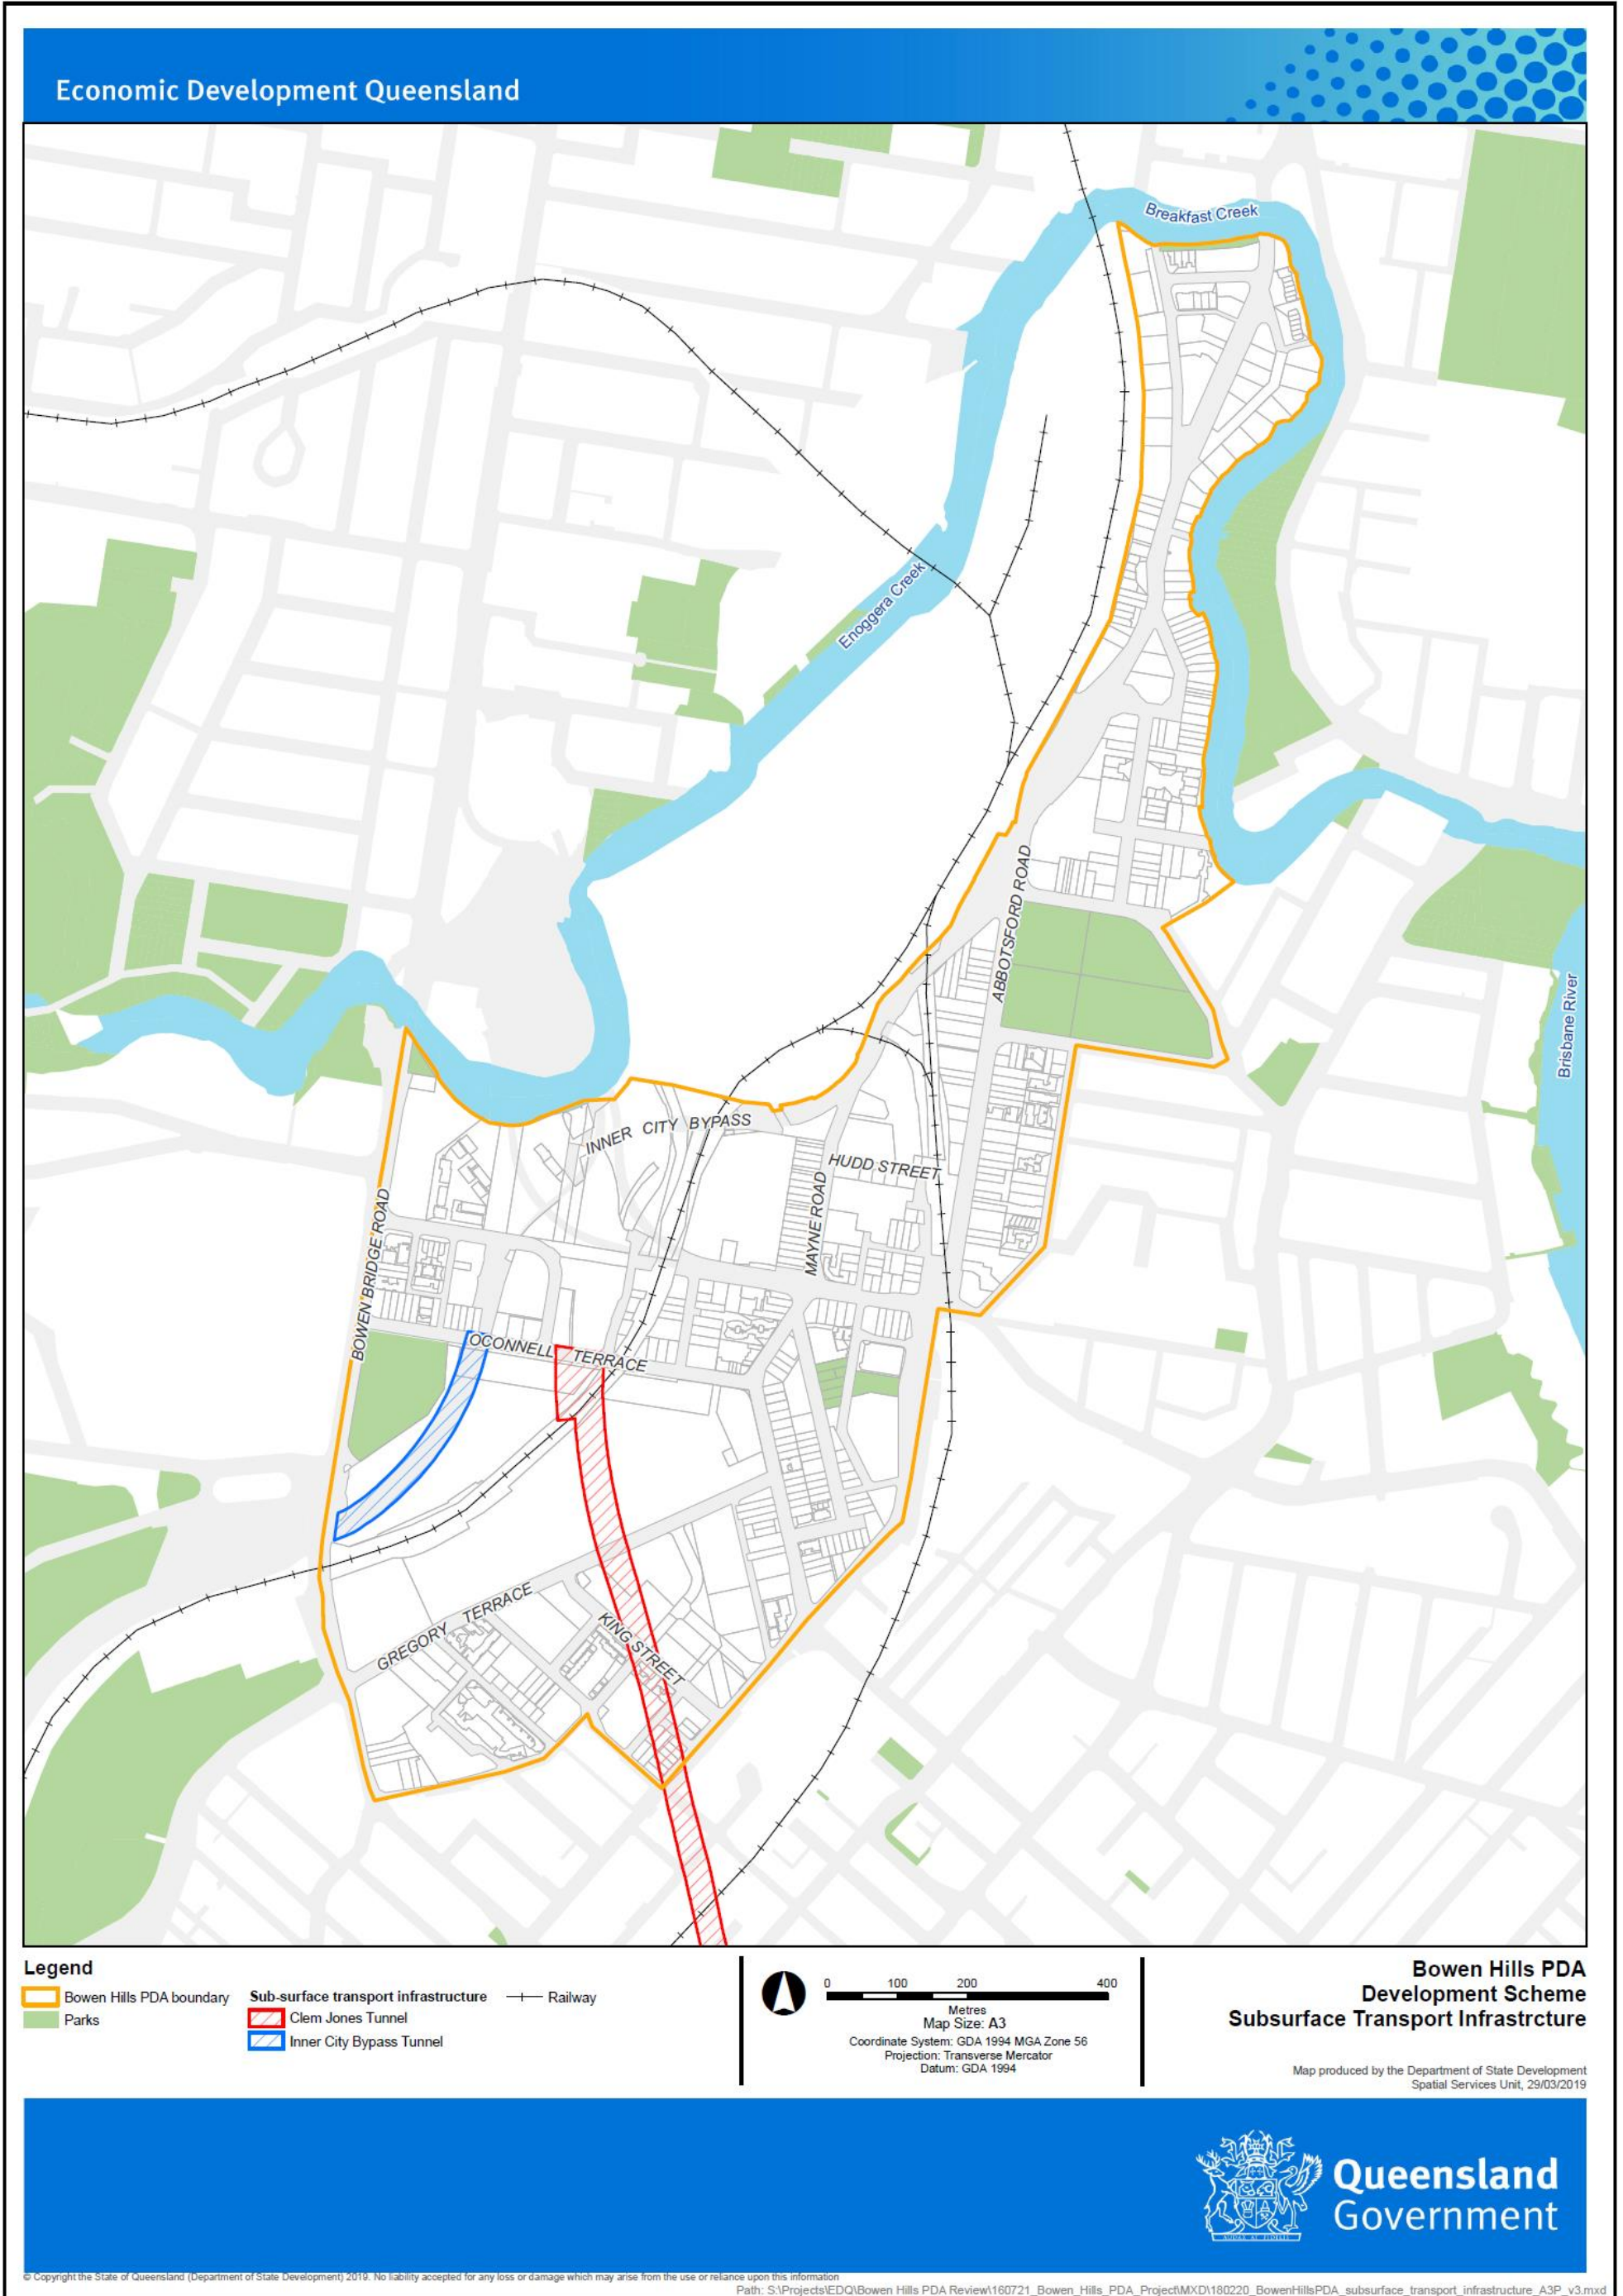 Economic Development Queensland
Breakfast Creek
Enoggera Creek
ABBOTSFORD ROAD
Brisbane River
INNER CITY BYPASS
HUDD STREET
MAYNE ROAD
BOWEN BRIDGE ROAD
OCONNELL TERRACE
GREGORY TERRACE
KING STREET
Legend
Bowen Hills PDA boundary
Parks
Sub-surface transport infrastructure
Clem Jones Tunnel
Inner City Bypass Tunnel
Railway
0 100 200 400
Metres
Map Size: A3
Coordinate System: GDA 1994 MGA Zone 56
Projection: Transverse Mercator
Datum: GDA 1994
Bowen Hills PDA
Development Scheme
Subsurface Transport Infrastrcture
Map produced by the Department of State Development
Spatial Services Unit, 29/03/2019
Queensland
Government
© Copyright the State of Queensland (Department of State Development) 2019. No liability accepted for any loss or damage which may arise from the use or reliance upon this information
Path: S:\Projects\EDQ\Bowen Hills PDA Review\160721_Bowen_Hills_PDA_Project\MXD\180220_BowenHillsPDA_subsurface_transport_infrastructure_A3P_v3.mxd